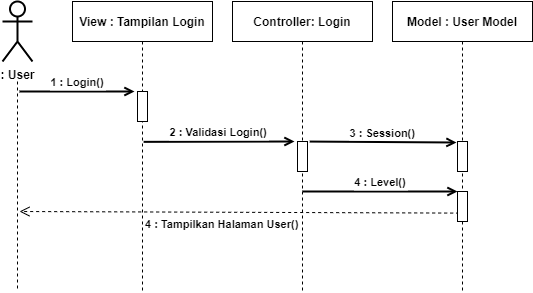 View : Tampilan Login
Controller: Login
Model : User Model
: User
1 : Login()
2 : Validasi Login()
3 : Session()
4 : Level()
4 : Tampilkan Halaman User()